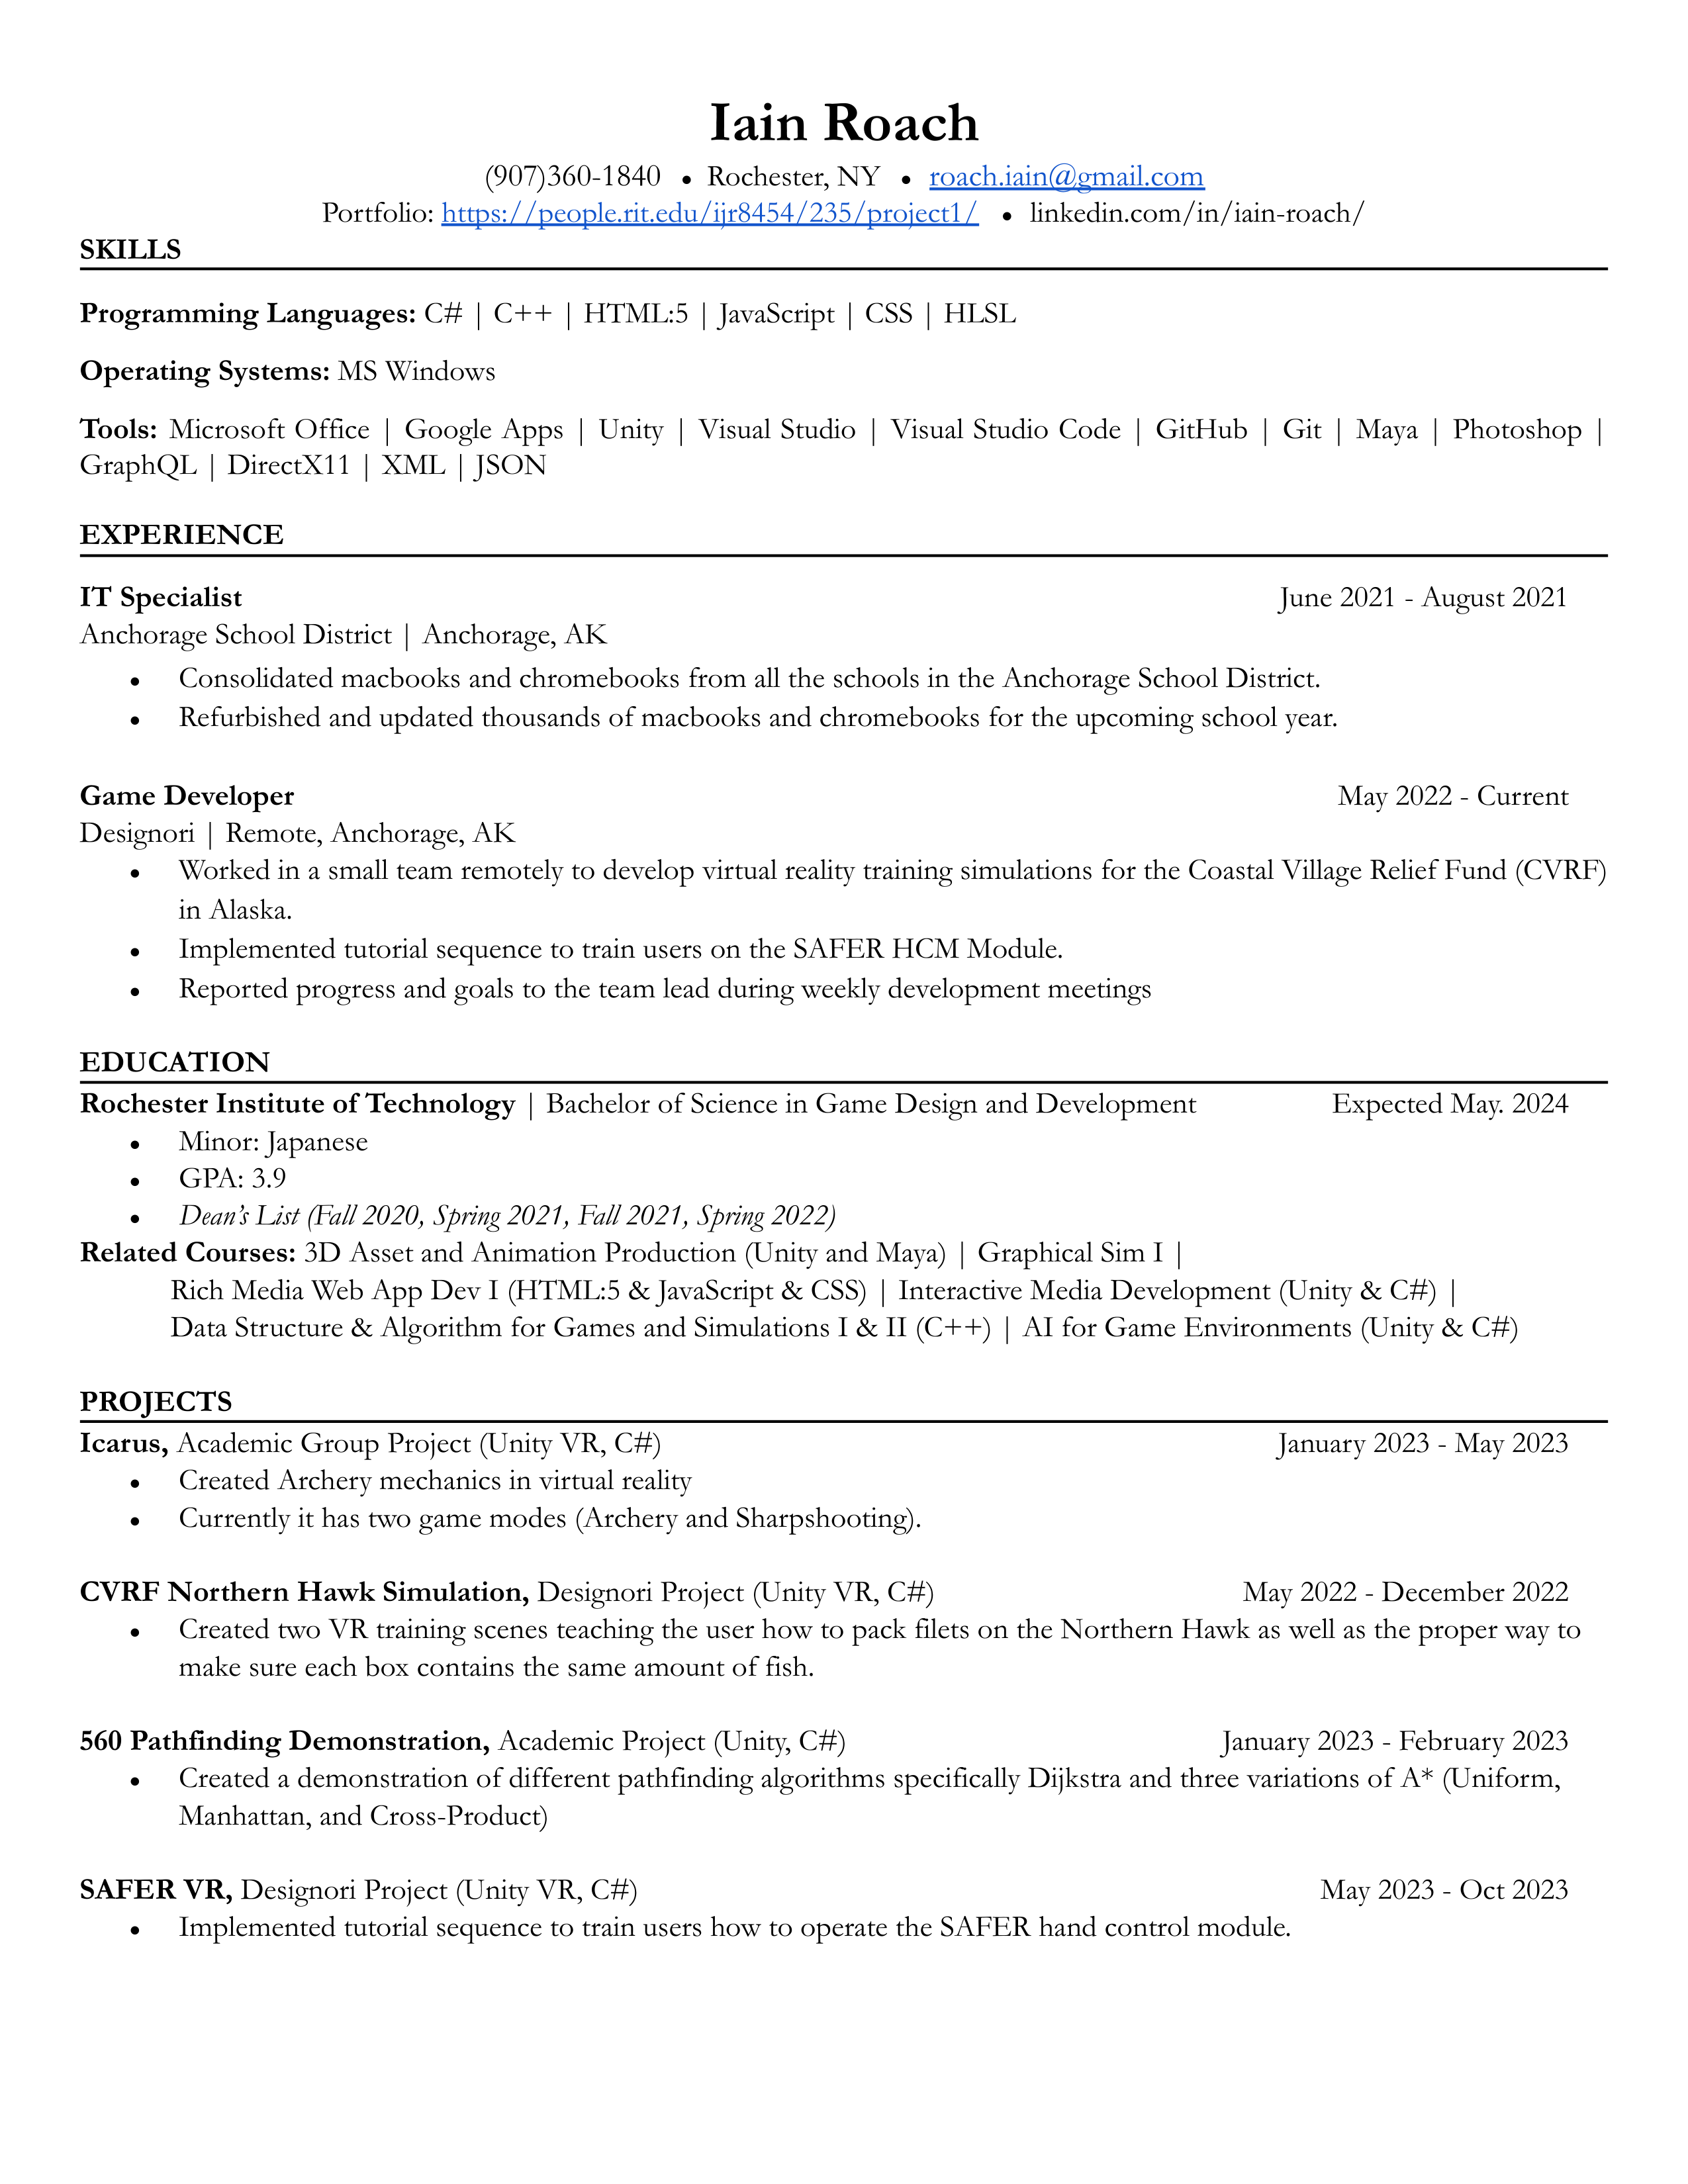 Iain Roach
(907)360-1840 ● Rochester, NY ● roach.iain@gmail.com
Portfolio: https://people.rit.edu/ijr8454/235/project1/ ● linkedin.com/in/iain-roach/
SKILLS
Programming Languages: C# | C++ | HTML:5 | JavaScript | CSS | HLSL
Operating Systems: MS Windows
Tools: Microsoft Office | Google Apps | Unity | Visual Studio | Visual Studio Code | GitHub | Git | Maya | Photoshop |
GraphQL | DirectX11 | XML | JSON
EXPERIENCE
IT Specialist June 2021 - August 2021
Anchorage School District | Anchorage, AK
● Consolidated macbooks and chromebooks from all the schools in the Anchorage School District.
● Refurbished and updated thousands of macbooks and chromebooks for the upcoming school year.
Game Developer May 2022 - Current
Designori | Remote, Anchorage, AK
● Worked in a small team remotely to develop virtual reality training simulations for the Coastal Village Relief Fund (CVRF)
in Alaska.
● Implemented tutorial sequence to train users on the SAFER HCM Module.
● Reported progress and goals to the team lead during weekly development meetings
EDUCATION
Rochester Institute of Technology | Bachelor of Science in Game Design and Development Expected May. 2024
● Minor: Japanese
● GPA: 3.9
● Dean’s List (Fall 2020, Spring 2021, Fall 2021, Spring 2022)
Related Courses: 3D Asset and Animation Production (Unity and Maya) | Graphical Sim I |
Rich Media Web App Dev I (HTML:5 & JavaScript & CSS) | Interactive Media Development (Unity & C#) |
Data Structure & Algorithm for Games and Simulations I & II (C++) | AI for Game Environments (Unity & C#)
PROJECTS
Icarus, Academic Group Project (Unity VR, C#) January 2023 - May 2023
● Created Archery mechanics in virtual reality
● Currently it has two game modes (Archery and Sharpshooting).
CVRF Northern Hawk Simulation, Designori Project (Unity VR, C#) May 2022 - December 2022
● Created two VR training scenes teaching the user how to pack filets on the Northern Hawk as well as the proper way to
make sure each box contains the same amount of fish.
560 Pathfinding Demonstration, Academic Project (Unity, C#) January 2023 - February 2023
● Created a demonstration of different pathfinding algorithms specifically Dijkstra and three variations of A* (Uniform,
Manhattan, and Cross-Product)
SAFER VR, Designori Project (Unity VR, C#) May 2023 - Oct 2023
● Implemented tutorial sequence to train users how to operate the SAFER hand control module.